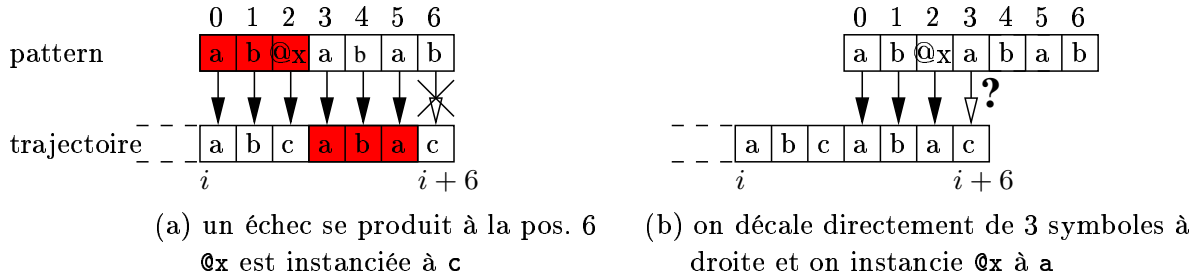 0 1 2 3 4 5 6
pattern a b @x a b a b
trajectoire a b c a b a c
i i + 6
(a) un échec se produit à la pos. 6
@x est instanciée à c
0 1 2 3 4 5 6
a b @x a b a b
?
a b c a b a c
i i + 6
(b) on décale directement de 3 symboles à
droite et on instancie @x à a